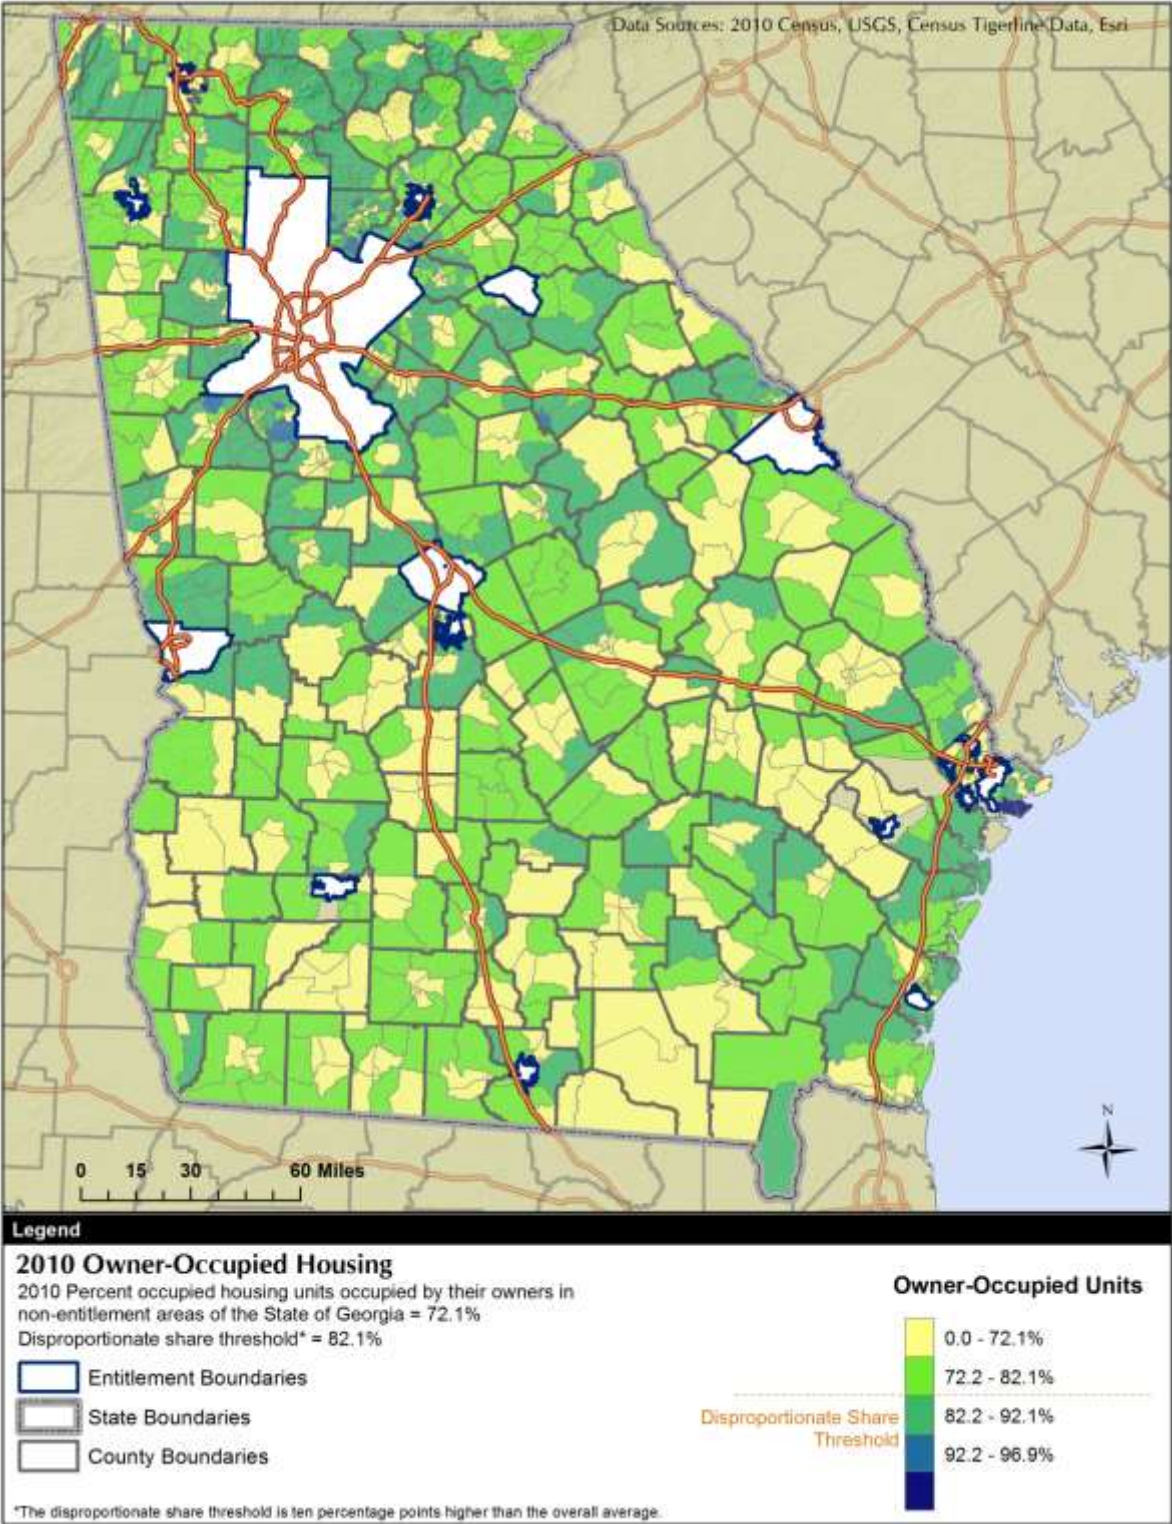 Data Sources: 2010 Census, USGS, Census Tigerline Data, Esri
N
0 15 30 60 Miles
Legend
2010 Owner-Occupied Housing
2010 Percent occupied housing units occupied by their owners in
non-entitlement areas of the State of Georgia = 72.1%
Disproportionate share threshold* = 82.1%
Entitlement Boundaries
State Boundaries
County Boundaries
*The disproportionate share threshold is ten percentage points higher than the overall average.
Owner-Occupied Units
0.0 - 72.1%
72.2 - 82.1%
Disproportionate Share
Threshold
82.2 - 92.1%
92.2 - 96.9%